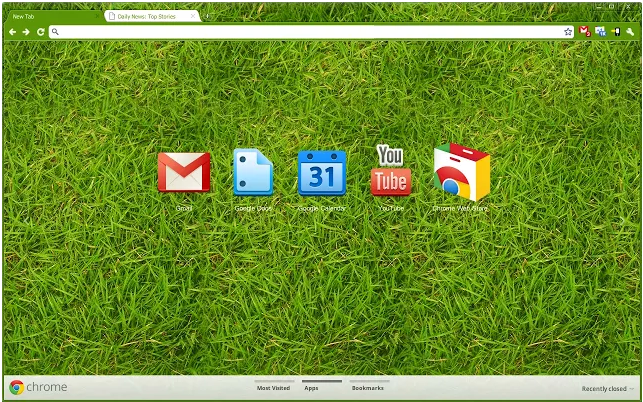 New Tab
Daily News: Top Stories
31
You
Tube
Gmail
Google Docs
Google Calendar
YouTube
Chrome Web Store
chrome
Most Visited
Apps
Bookmarks
Recently closed